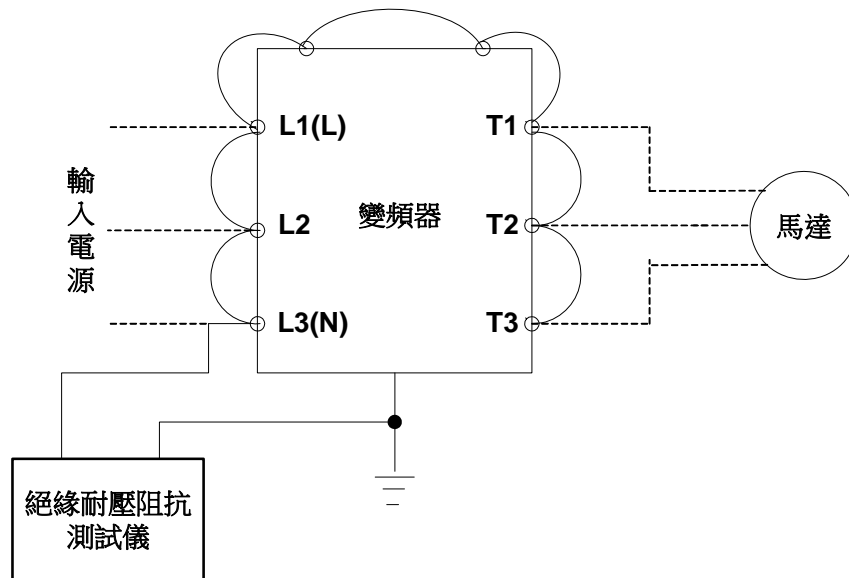 L1(L)
T1
輸入電源
L2
變頻器
T2
馬達
L3(N)
T3
絕緣耐壓阻抗
測試儀